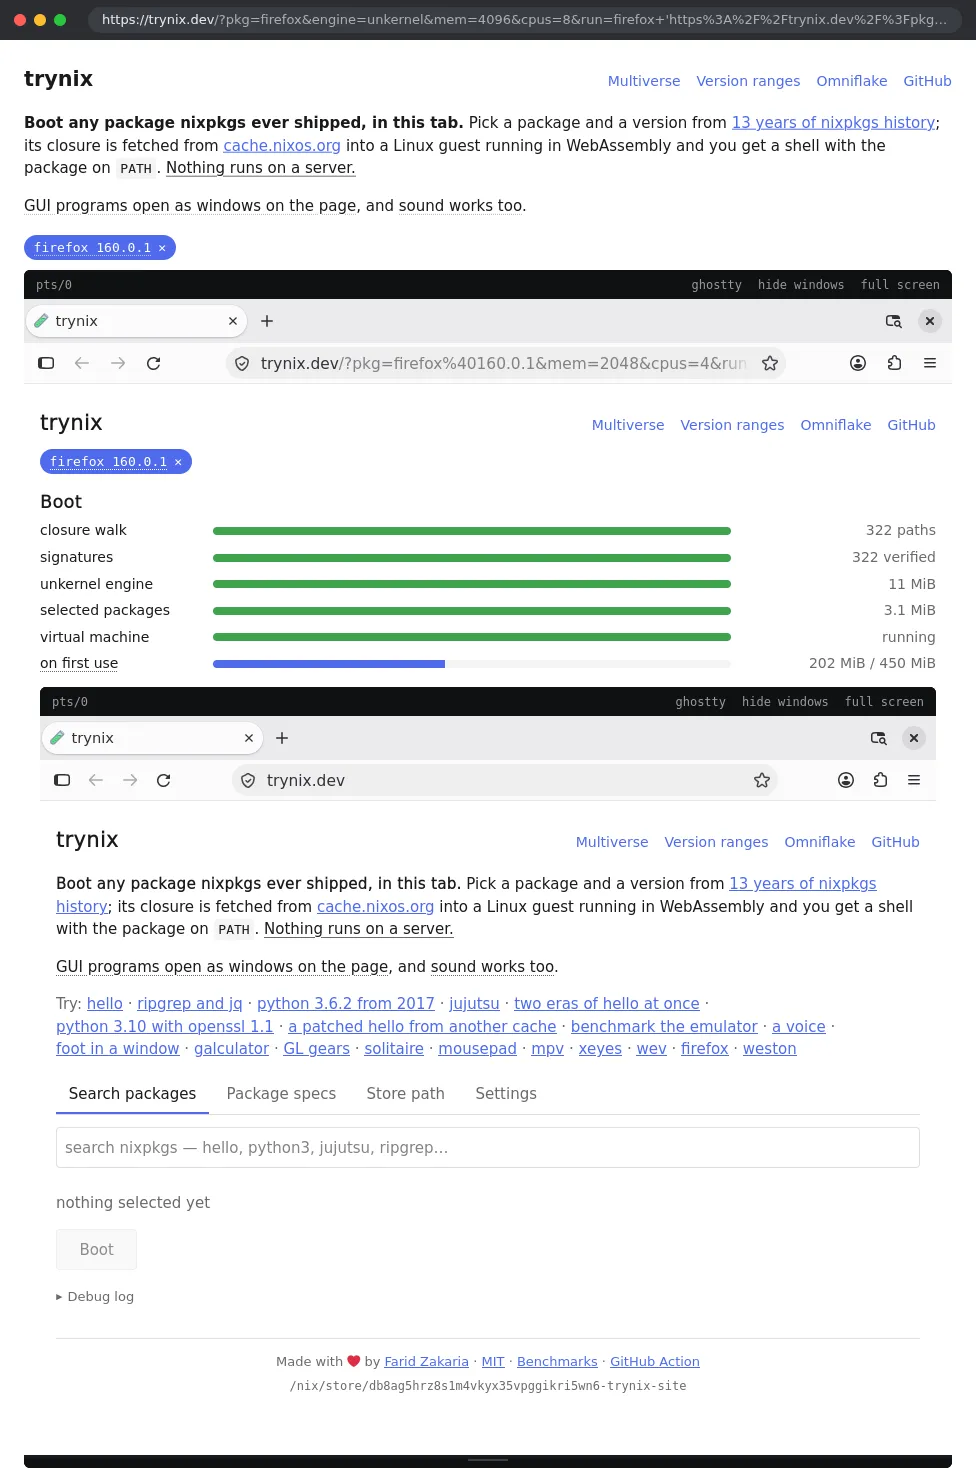 https://trynix.dev/?pkg=firefox&engine=unkernel&mem=4096&cpus=8&run=firefox+'https%3A%2F%2Ftrynix.dev%2F%3Fpkg...
trynix
Multiverse Version ranges Omniflake GitHub
Boot any package nixpkgs ever shipped, in this tab. Pick a package and a version from 13 years of nixpkgs history;
its closure is fetched from cache.nixos.org into a Linux guest running in WebAssembly and you get a shell with the
package on PATH. Nothing runs on a server.
GUI programs open as windows on the page, and sound works too.
firefox 160.0.1 ×
pts/0 ghostty hide windows full screen
trynix
trynix.dev/?pkg=firefox%40160.0.1&mem=2048&cpus=4&run
trynix
Multiverse Version ranges Omniflake GitHub
firefox 160.0.1 ×
Boot
closure walk 322 paths
signatures 322 verified
unkernel engine 11 MiB
selected packages 3.1 MiB
virtual machine running
on first use 202 MiB / 450 MiB
pts/0 ghostty hide windows full screen
trynix
trynix.dev
trynix
Multiverse Version ranges Omniflake GitHub
Boot any package nixpkgs ever shipped, in this tab. Pick a package and a version from 13 years of nixpkgs
history; its closure is fetched from cache.nixos.org into a Linux guest running in WebAssembly and you get a shell
with the package on PATH. Nothing runs on a server.
GUI programs open as windows on the page, and sound works too.
Try: hello · ripgrep and jq · python 3.6.2 from 2017 · jujutsu · two eras of hello at once ·
python 3.10 with openssl 1.1 · a patched hello from another cache · benchmark the emulator · a voice ·
foot in a window · galculator · GL gears · solitaire · mousepad · mpv · xeyes · wev · firefox · weston
Search packages Package specs Store path Settings
search nixpkgs — hello, python3, jujutsu, ripgrep...
nothing selected yet
Boot
▸ Debug log
Made with ❤ by Farid Zakaria · MIT · Benchmarks · GitHub Action
/nix/store/db8ag5hrz8s1m4vkyx35vpggikri5wn6-trynix-site